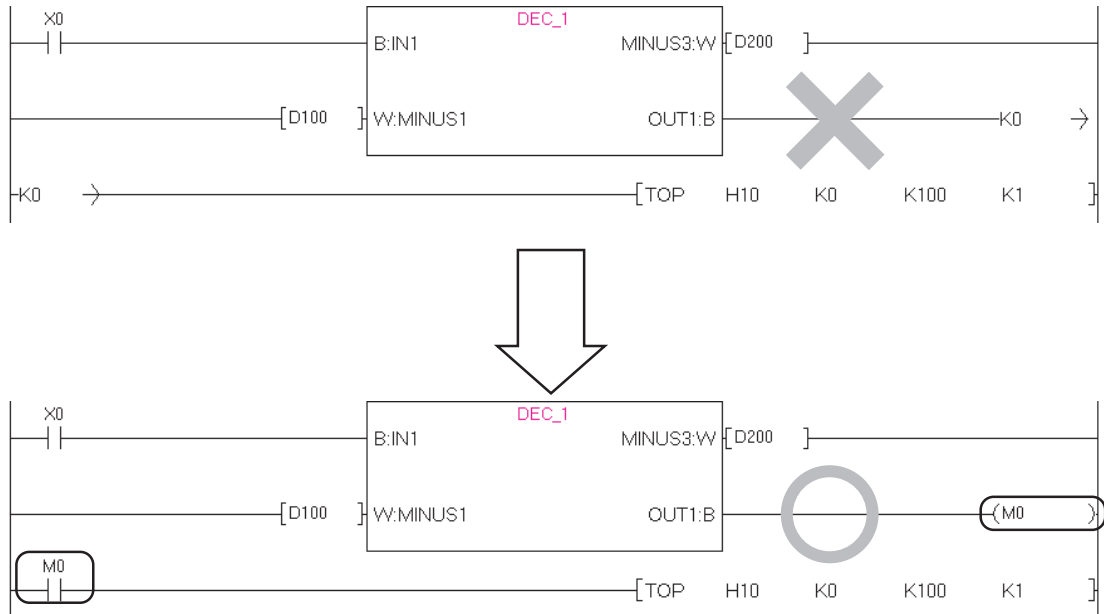 X0 DEC_1
B:IN1 MINUS3:W [D200 ]
[D100 ] W:MINUS1 OUT1:B K0
K0 [TOP H10 K0 K100 K1 ]
X0 DEC_1
B:IN1 MINUS3:W [D200 ]
[D100 ] W:MINUS1 OUT1:B (M0 )
M0
[TOP H10 K0 K100 K1 ]